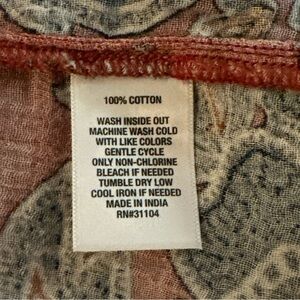 100% COTTON
WASH INSIDE OUT
MACHINE WASH COLD
WITH LIKE COLORS
GENTLE CYCLE
ONLY NON-CHLORINE
BLEACH IF NEEDED
TUMBLE DRY LOW
COOL IRON IF NEEDED
MADE IN INDIA
RN#31104